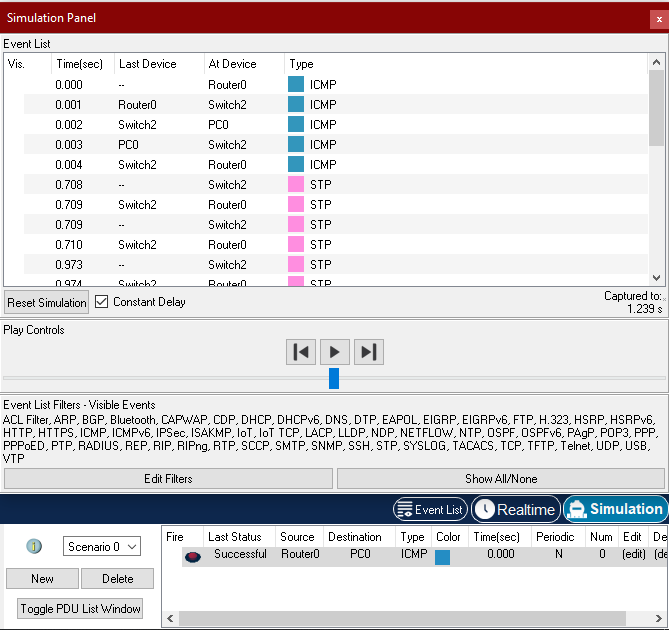 Simulation Panel
x
Event List
Vis. Time(sec) Last Device At Device Type
0.000 -- Router0 ICMP
0.001 Router0 Switch2 ICMP
0.002 Switch2 PC0 ICMP
0.003 PC0 Switch2 ICMP
0.004 Switch2 Router0 ICMP
0.708 -- Switch2 STP
0.709 Switch2 Router0 STP
0.709 -- Switch2 STP
0.710 Switch2 Router0 STP
0.973 -- Switch2 STP
0.974 Switch2 Router0 STP
Reset Simulation Constant Delay Captured to:
1.239 s
Play Controls
Event List Filters - Visible Events
ACL Filter, ARP, BGP, Bluetooth, CAPWAP, CDP, DHCP, DHCPv6, DNS, DTP, EAPOL, EIGRP, EIGRPv6, FTP, H.323, HSRP, HSRPv6,
HTTP, HTTPS, ICMP, ICMPv6, IPSec, ISAKMP, IoT, IoT TCP, LACP, LLDP, NDP, NETFLOW, NTP, OSPF, OSPFv6, PAgP, POP3, PPP,
PPPoED, PTP, RADIUS, REP, RIP, RIPng, RTP, SCCP, SMTP, SNMP, SSH, STP, SYSLOG, TACACS, TCP, TFTP, Telnet, UDP, USB,
VTP
Edit Filters Show All/None
Event List Realtime Simulation
Fire Last Status Source Destination Type Color Time(sec) Periodic Num Edit De
i Scenario 0 Successful Router0 PC0 ICMP 0.000 N 0 (edit) (de
New Delete
Toggle PDU List Window